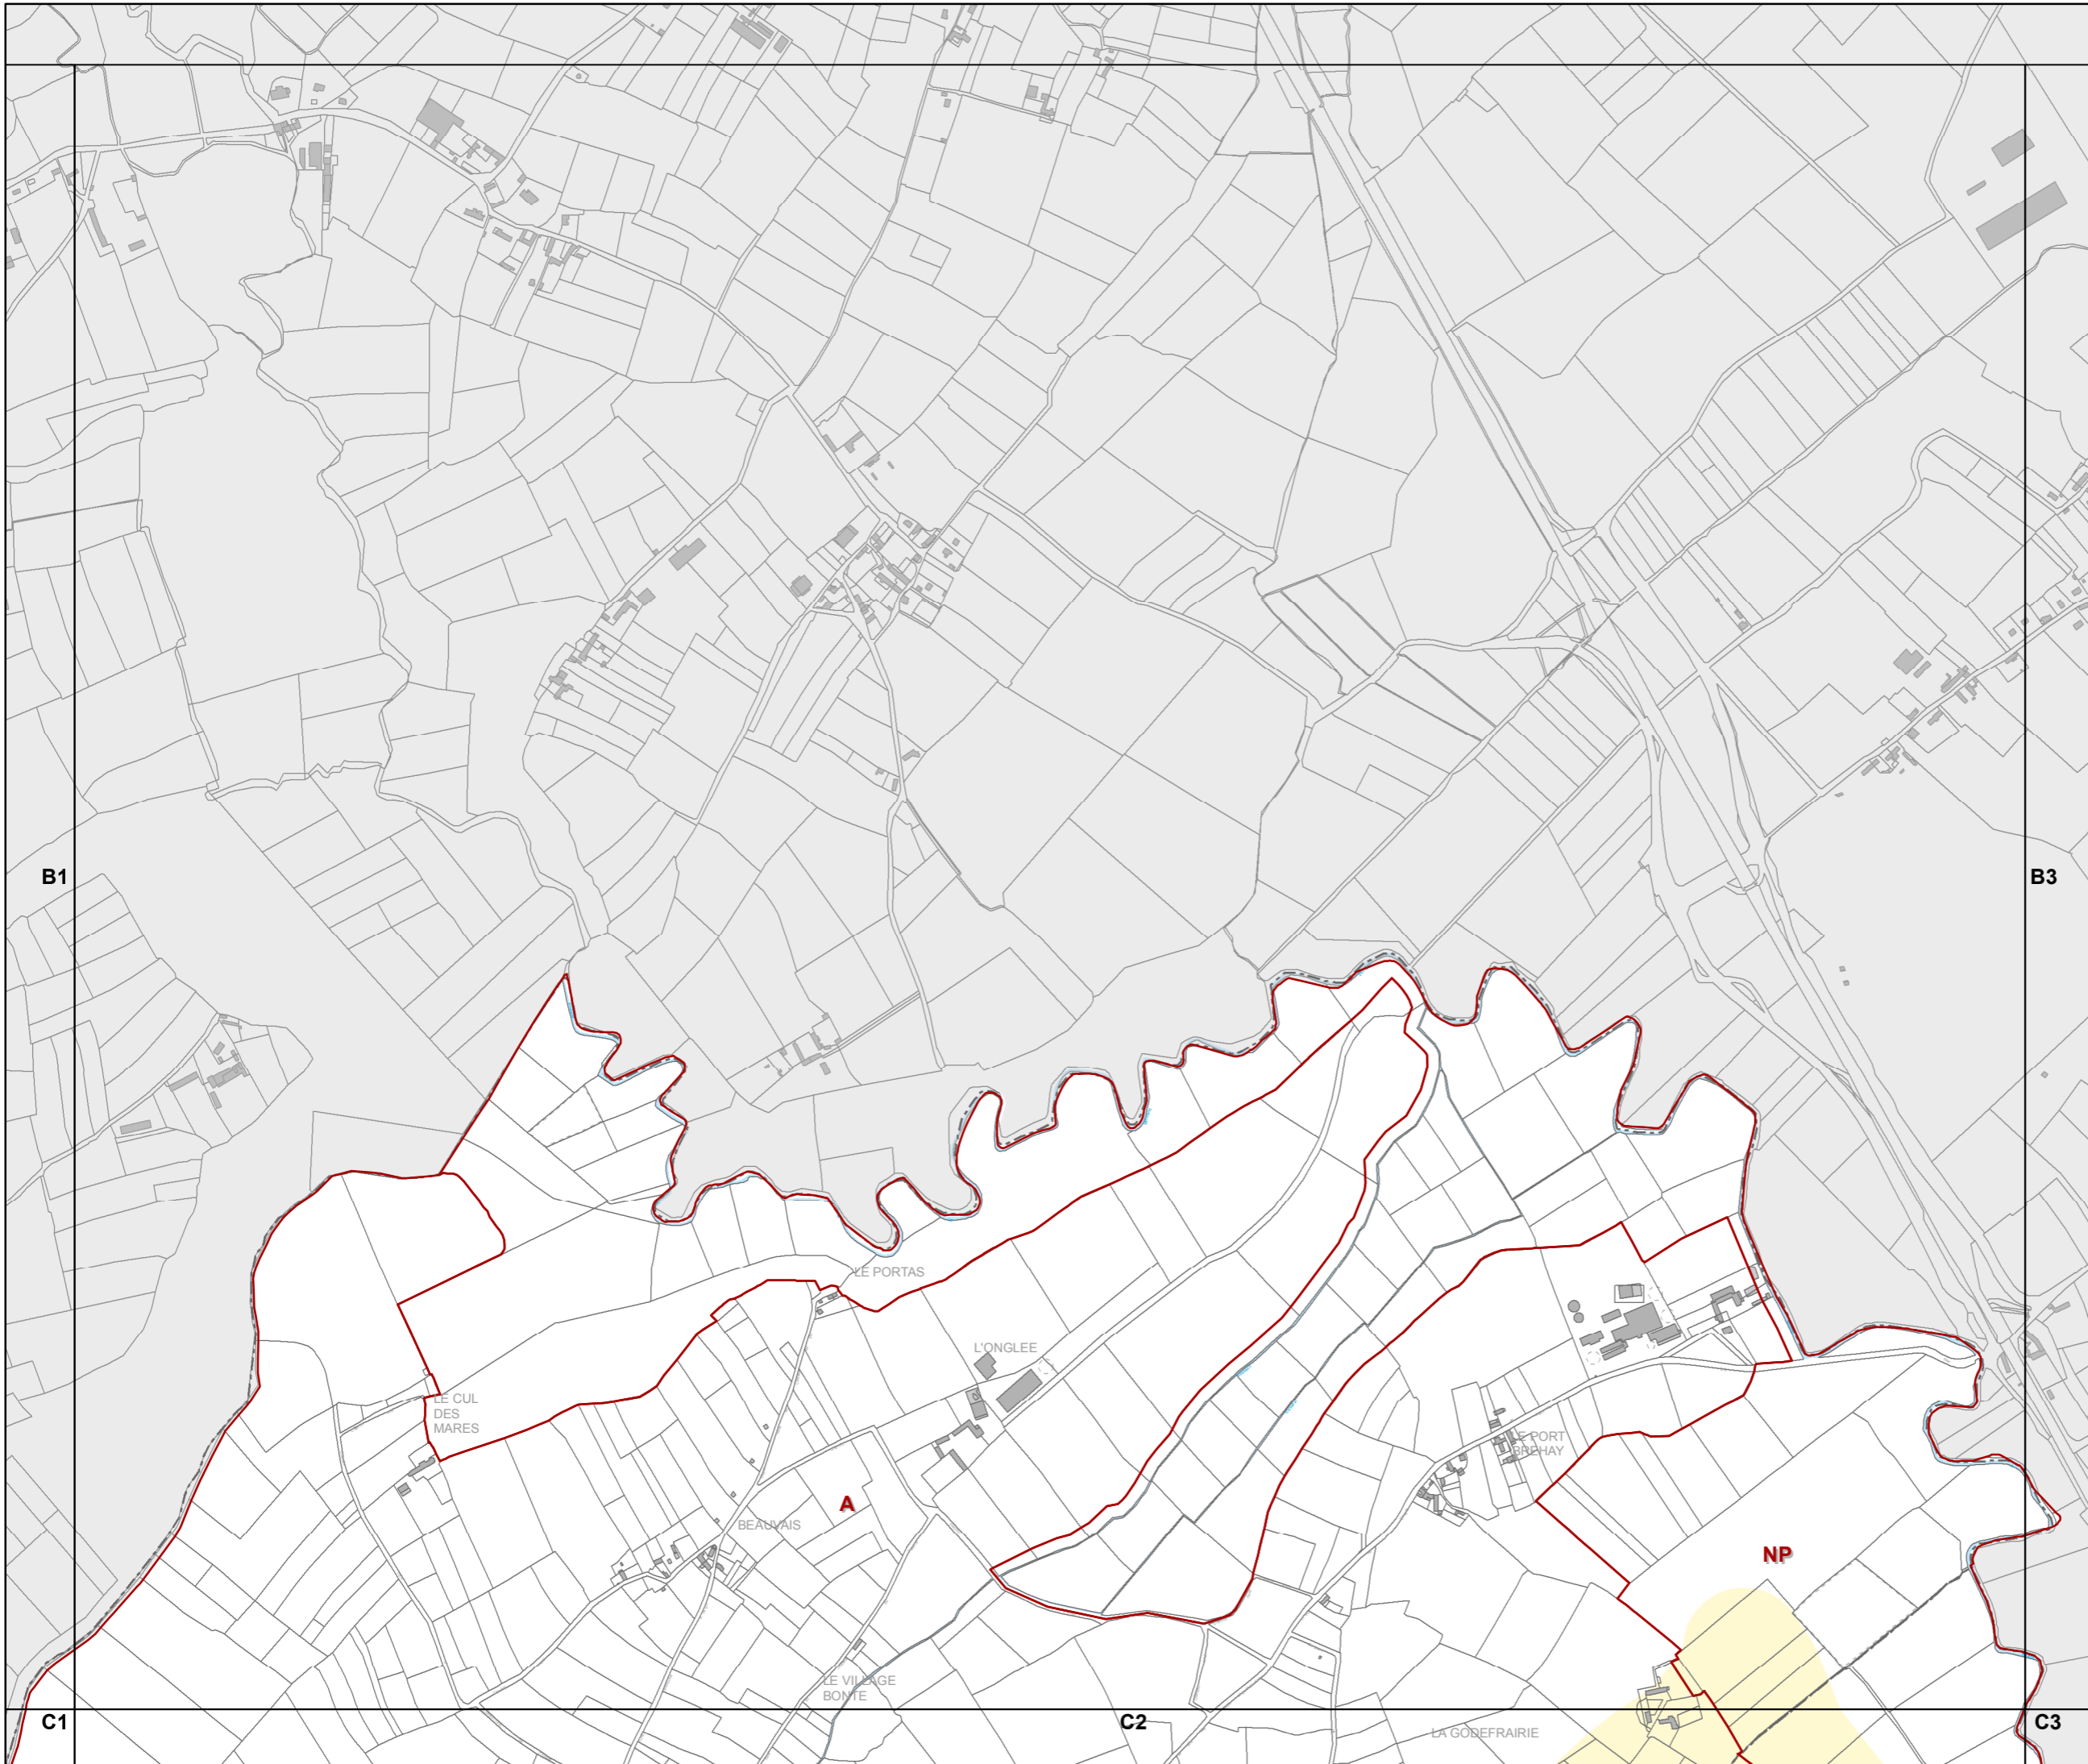 B1
B3
LE PORTAS
L'ONGLEE
LE CUL
DES
MARES
LE PORT
BREHAY
A
BEAUVAIS
NP
LE VILLAGE
BONTE
C1
C2
C3
LA GODEFRAIRIE